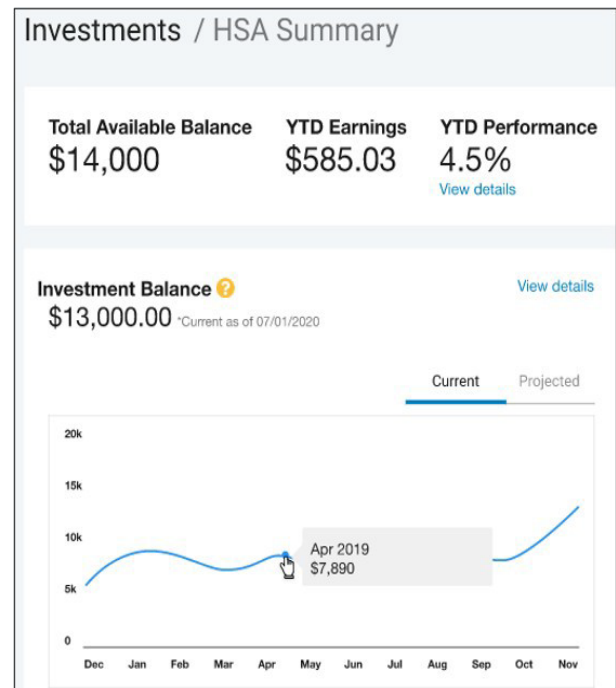 Investments / HSA Summary
Total Available Balance
$14,000
YTD Earnings
$585.03
YTD Performance
4.5%
View details
Investment Balance ?
View details
$13,000.00 *Current as of 07/01/2020
Current Projected
20k
15k
10k
5k
0
Apr 2019
$7,890
Dec Jan Feb Mar Apr May Jun Jul Aug Sep Oct Nov